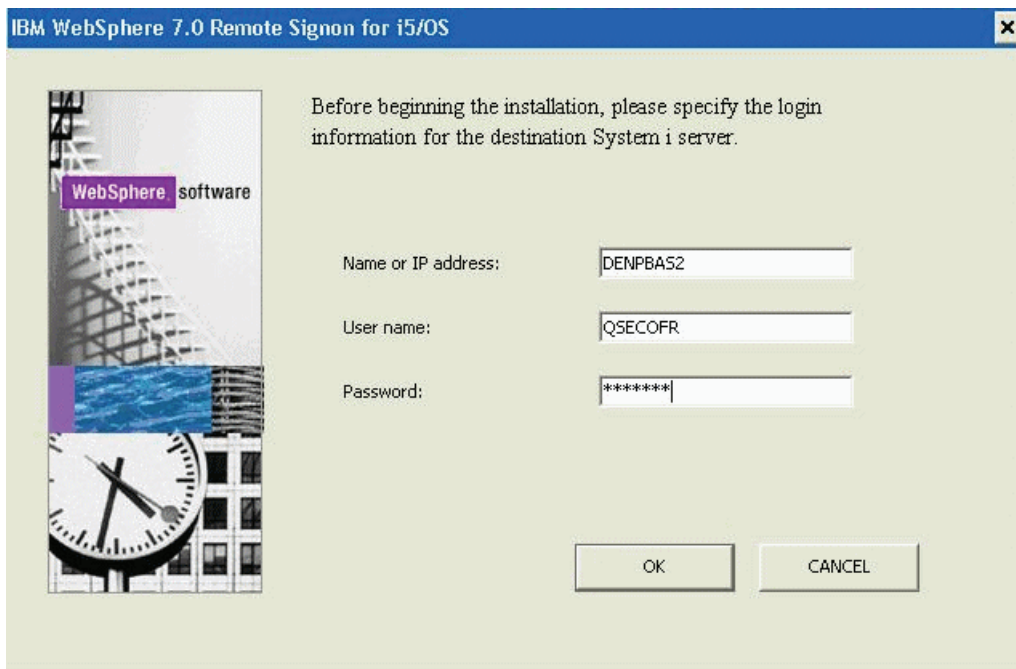 IBM WebSphere 7.0 Remote Signon for i5/OS
WebSphere software
Before beginning the installation, please specify the login
information for the destination System i server.
Name or IP address:
DENPBAS2
User name:
QSECOFR
Password:
*******
OK
CANCEL